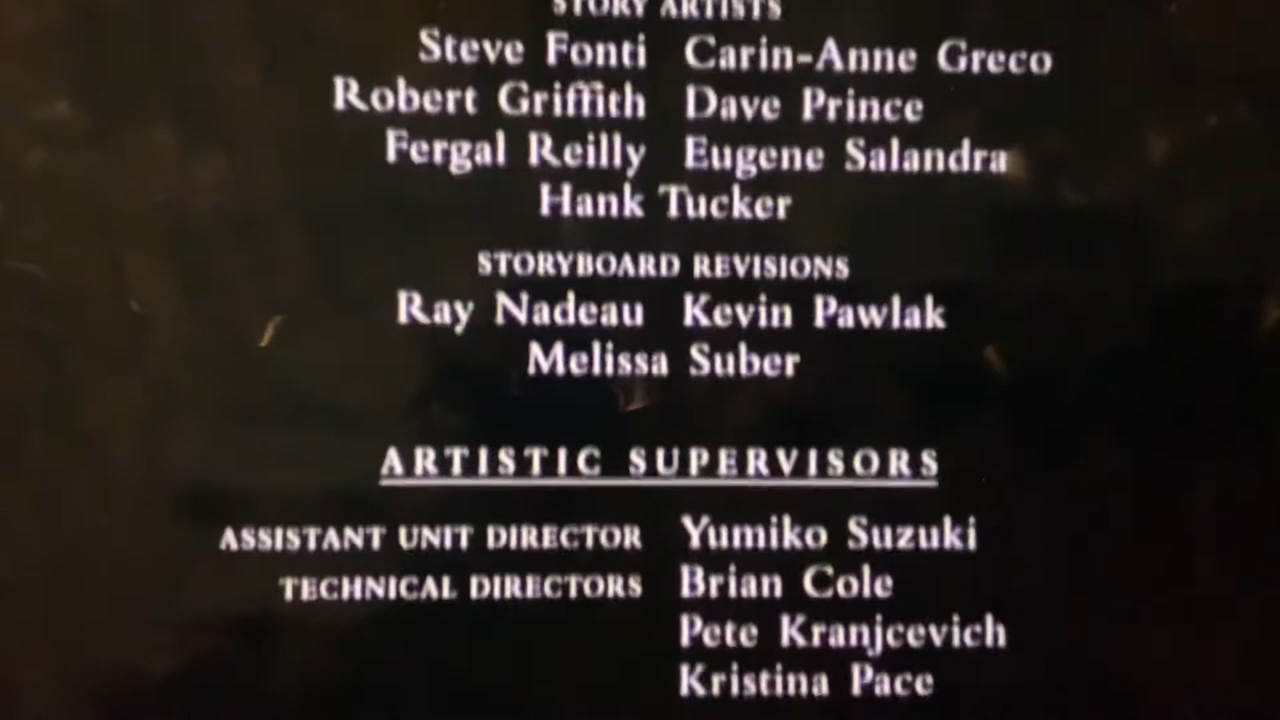 STORY ARTISTS
Steve Fonti Carin-Anne Greco
Robert Griffith Dave Prince
Fergal Reilly Eugene Salandra
Hank Tucker
STORYBOARD REVISIONS
Ray Nadeau Kevin Pawlak
Melissa Suber
ARTISTIC SUPERVISORS
ASSISTANT UNIT DIRECTOR Yumiko Suzuki
TECHNICAL DIRECTORS Brian Cole
Pete Kranjcevich
Kristina Pace